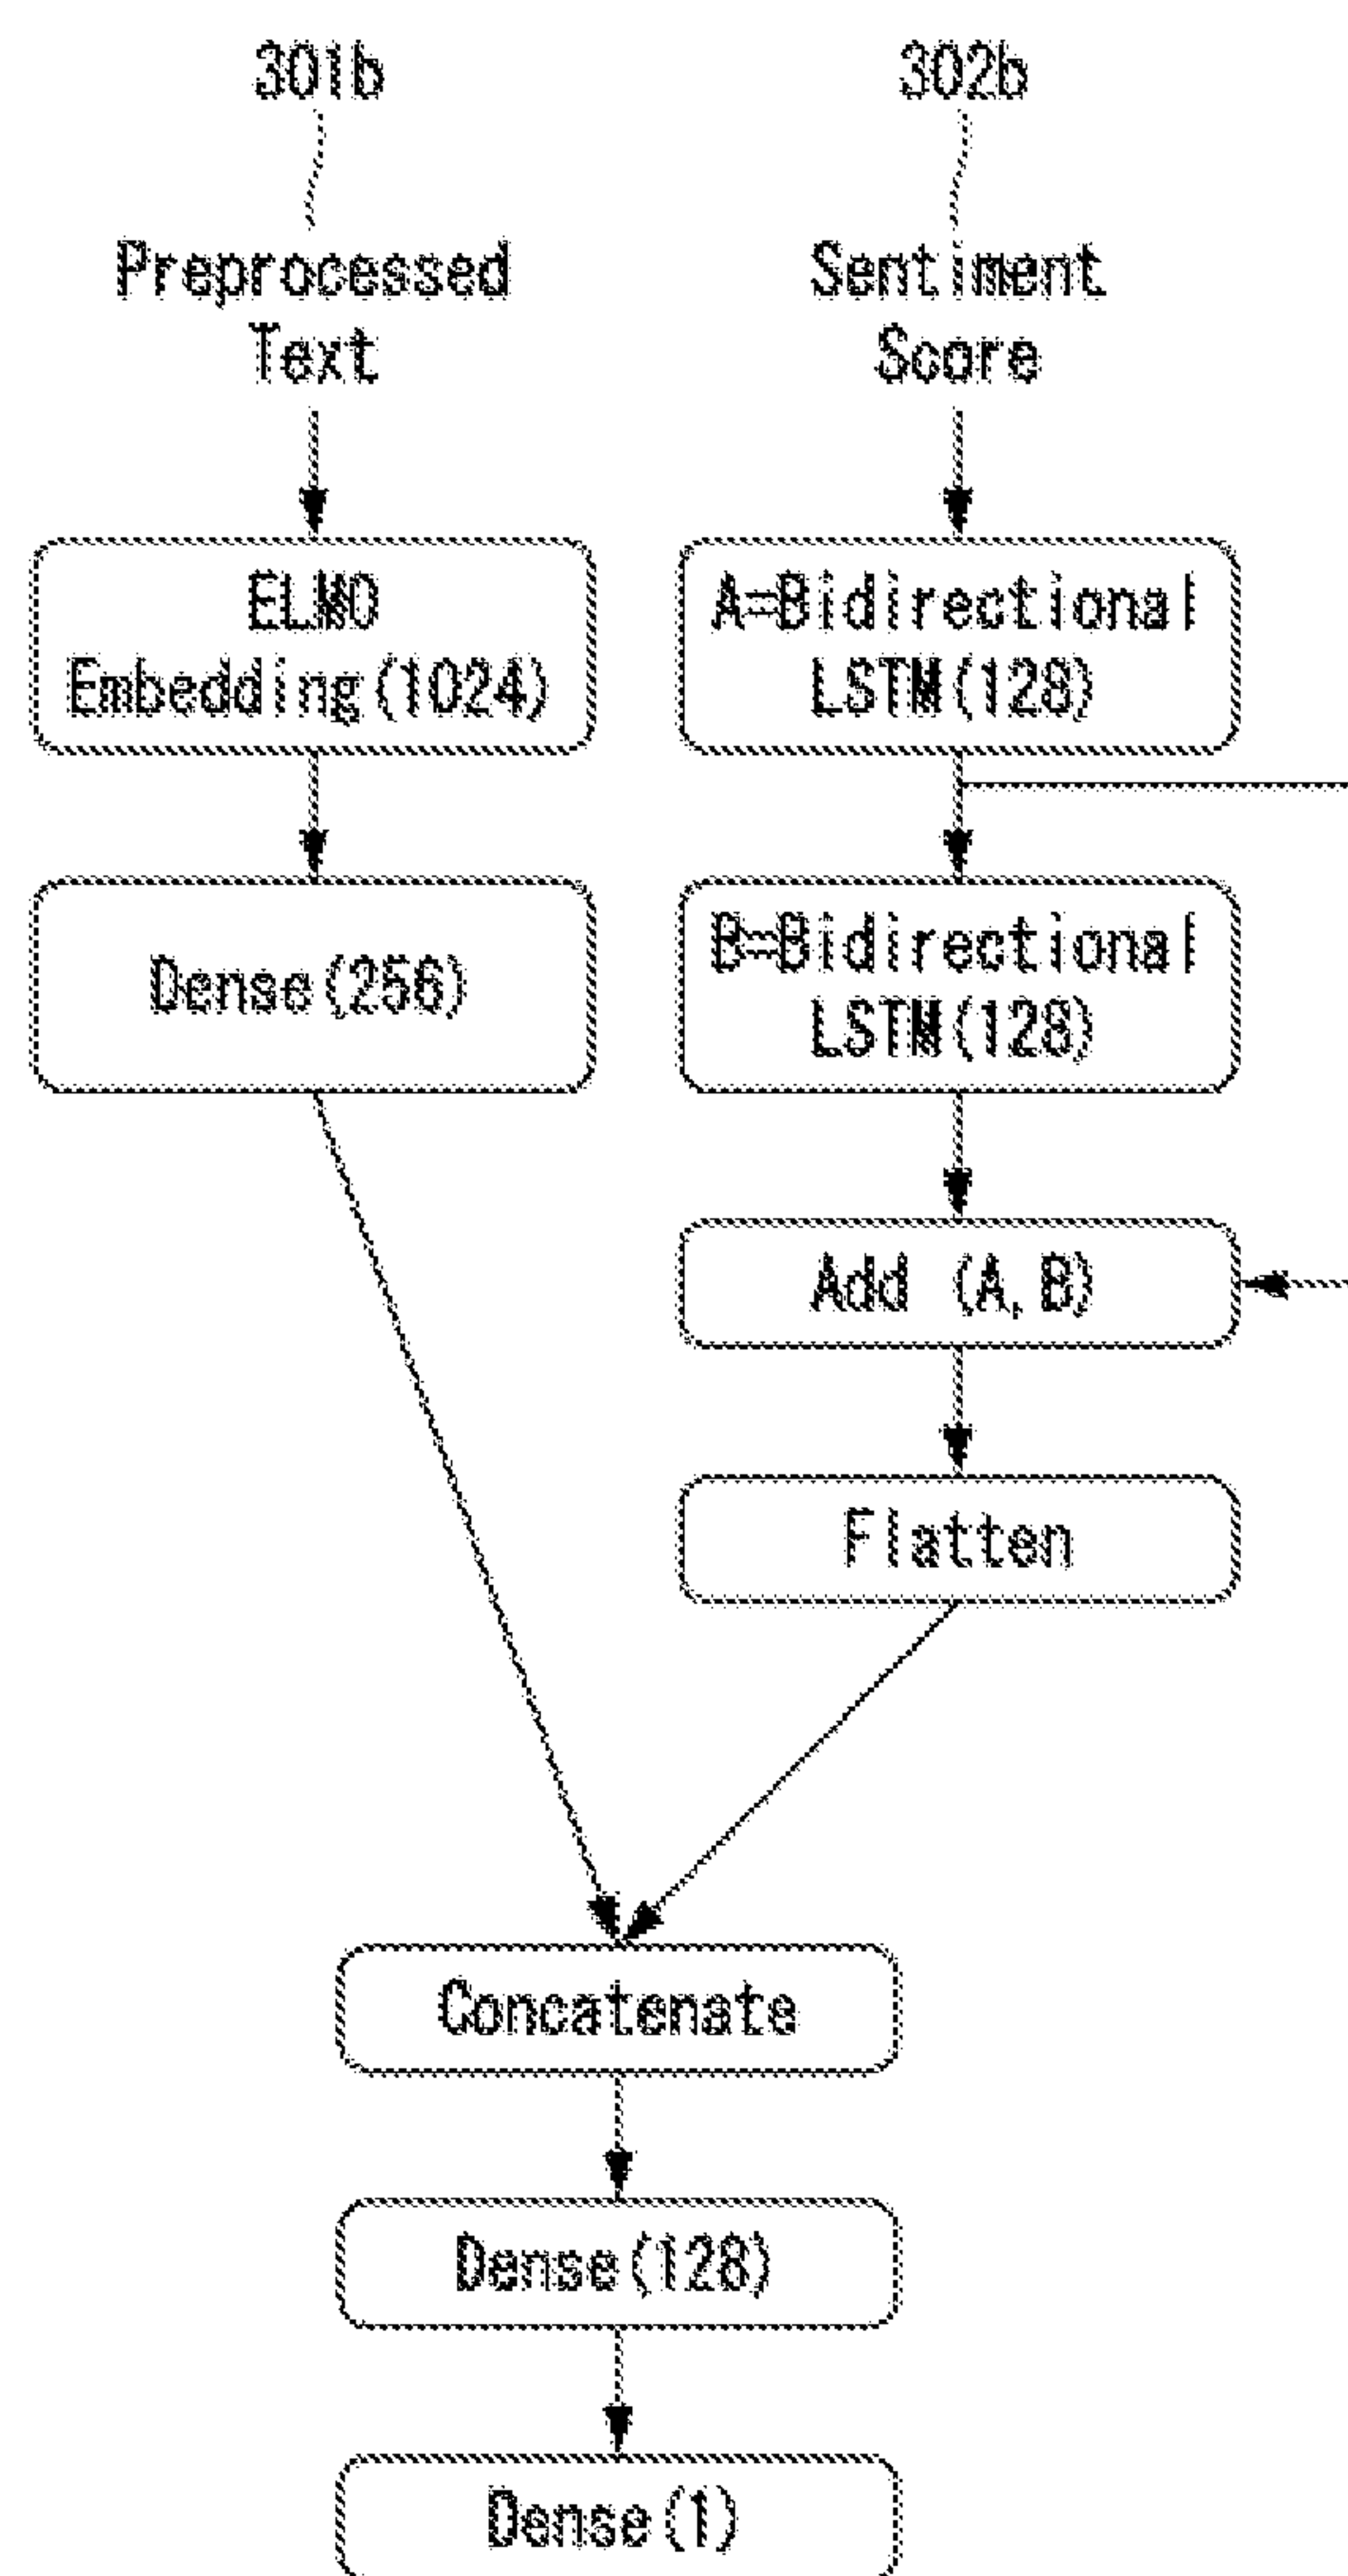 301b
302b
Preprocessed
Text
Sentiment
Score
ELMO
Embedding(1024)
A=Bidirectional
LSTM(128)
Dense(256)
B=Bidirectional
LSTM(128)
Add (A,B)
Flatten
Concatenate
Dense(128)
Dense(1)